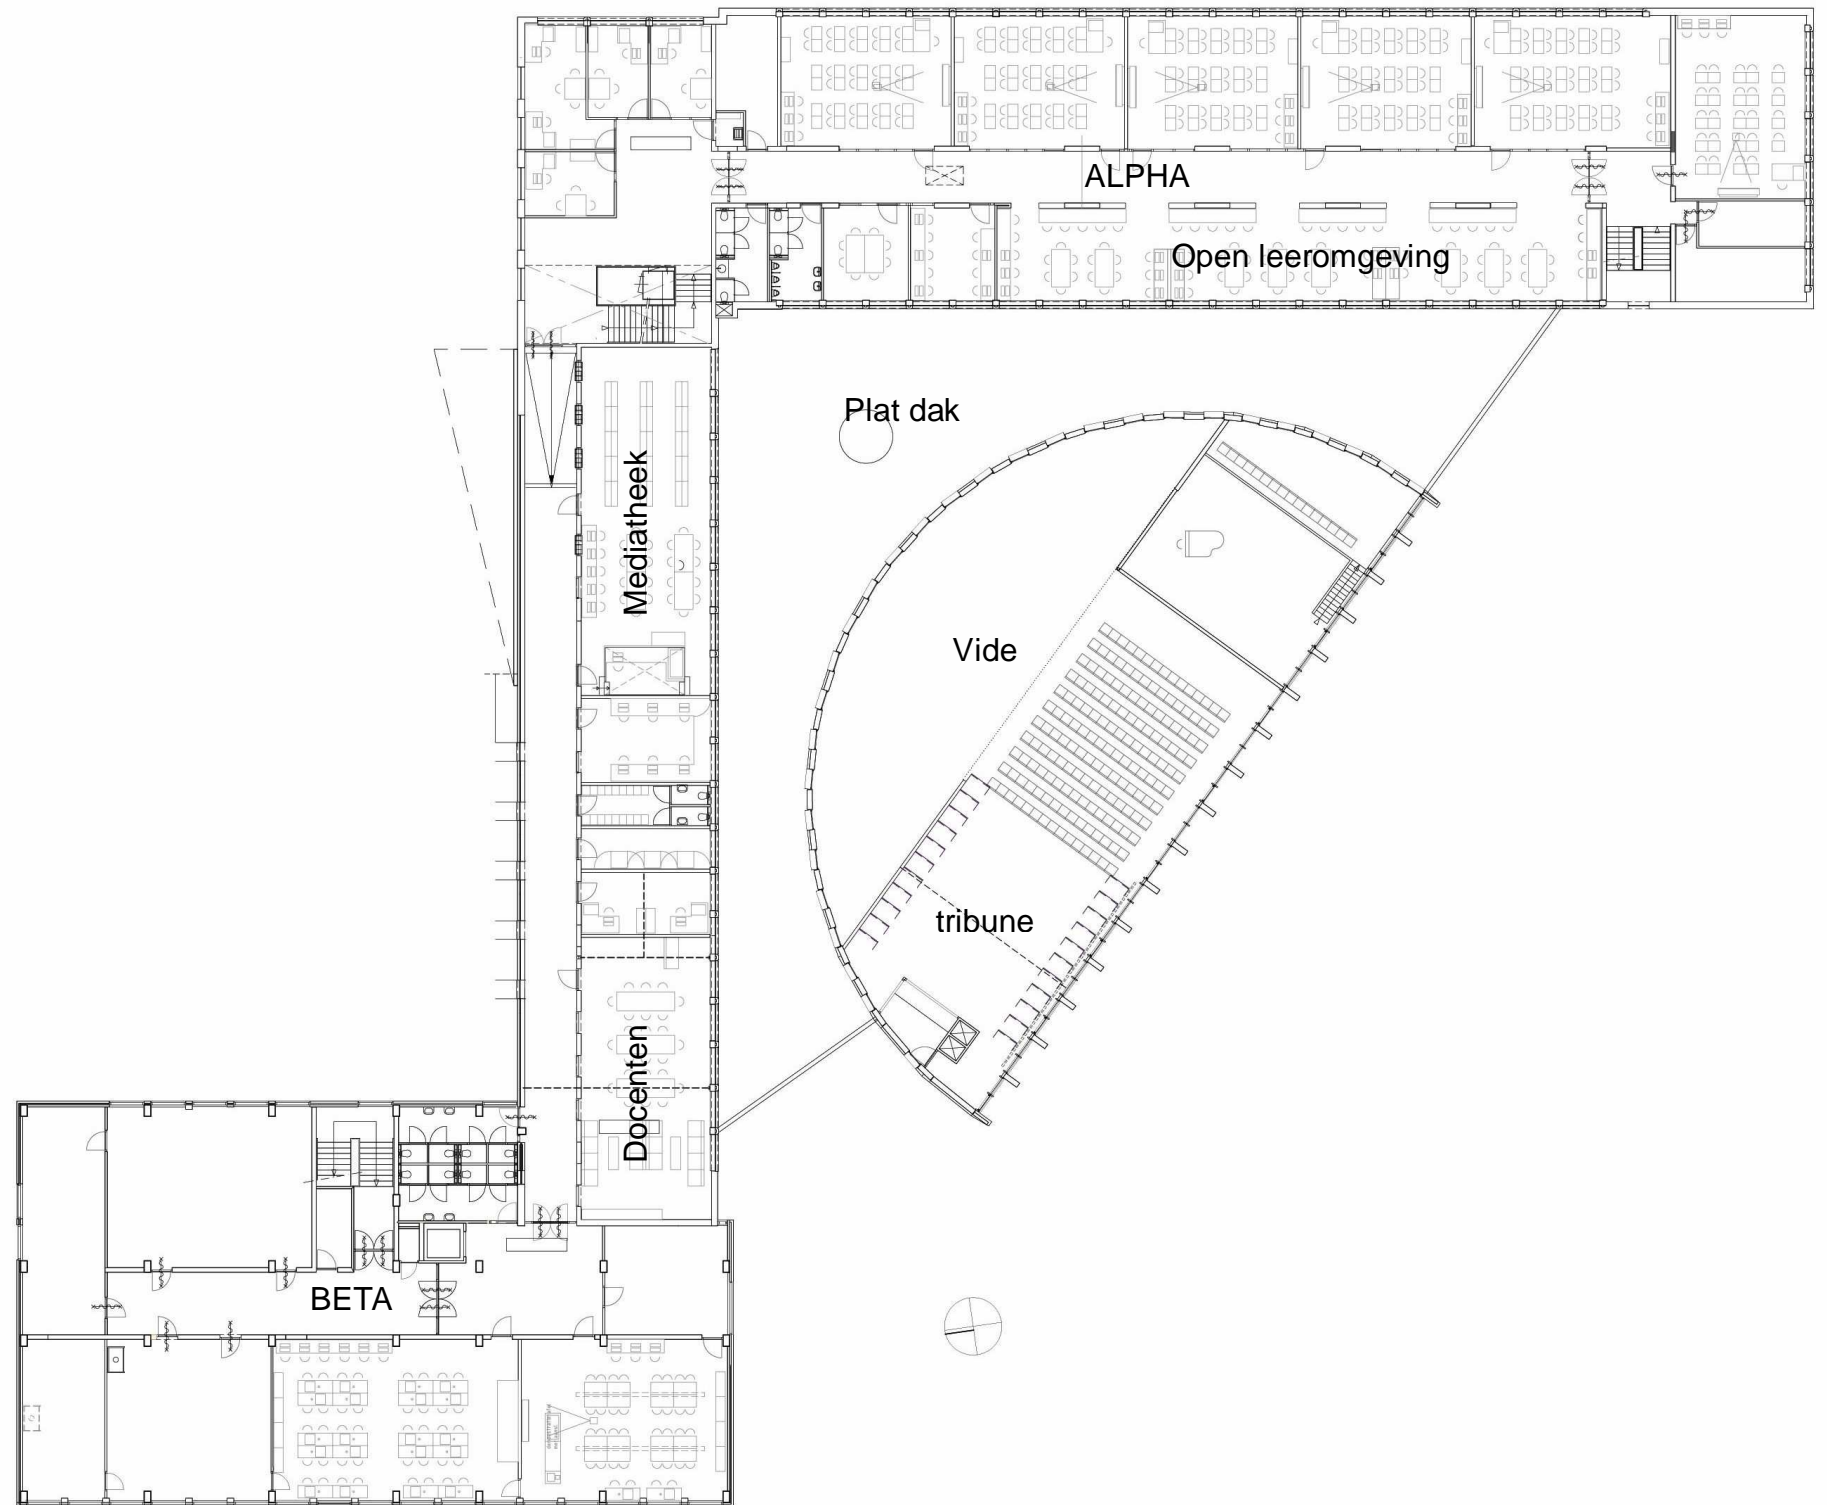 ALPHA
Open leeromgeving
Plat dak
Mediatheek
Vide
tribune
Docenten
BETA